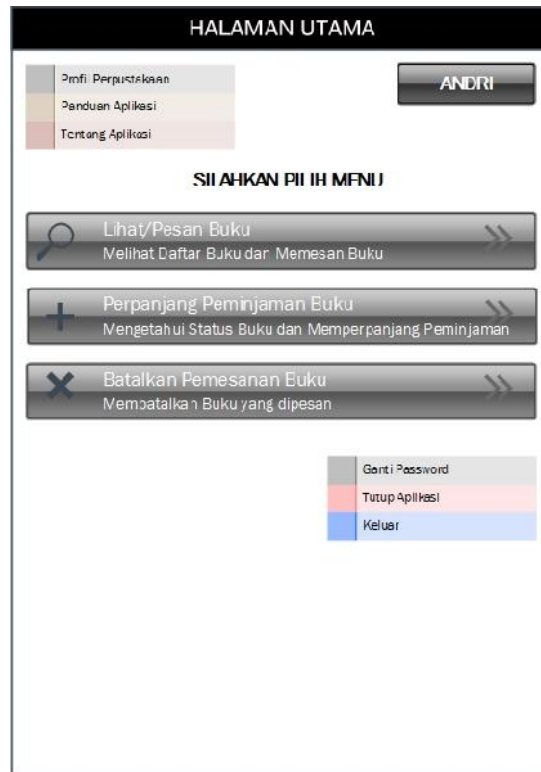 HALAMAN UTAMA
Profil Perpustakaan
Panduan Aplikasi
Tentang Aplikasi
ANDRI
SILAHKAN PILIH MENU
Lihat/Pesan Buku
Melihat Daftar Buku dan Memesan Buku
Perpanjang Peminjaman Buku
Mengetahui Status Buku dan Memperpanjang Peminjaman
Batalkan Pemesanan Buku
Membatalkan Buku yang dipesan
Ganti Password
Tutup Aplikasi
Keluar